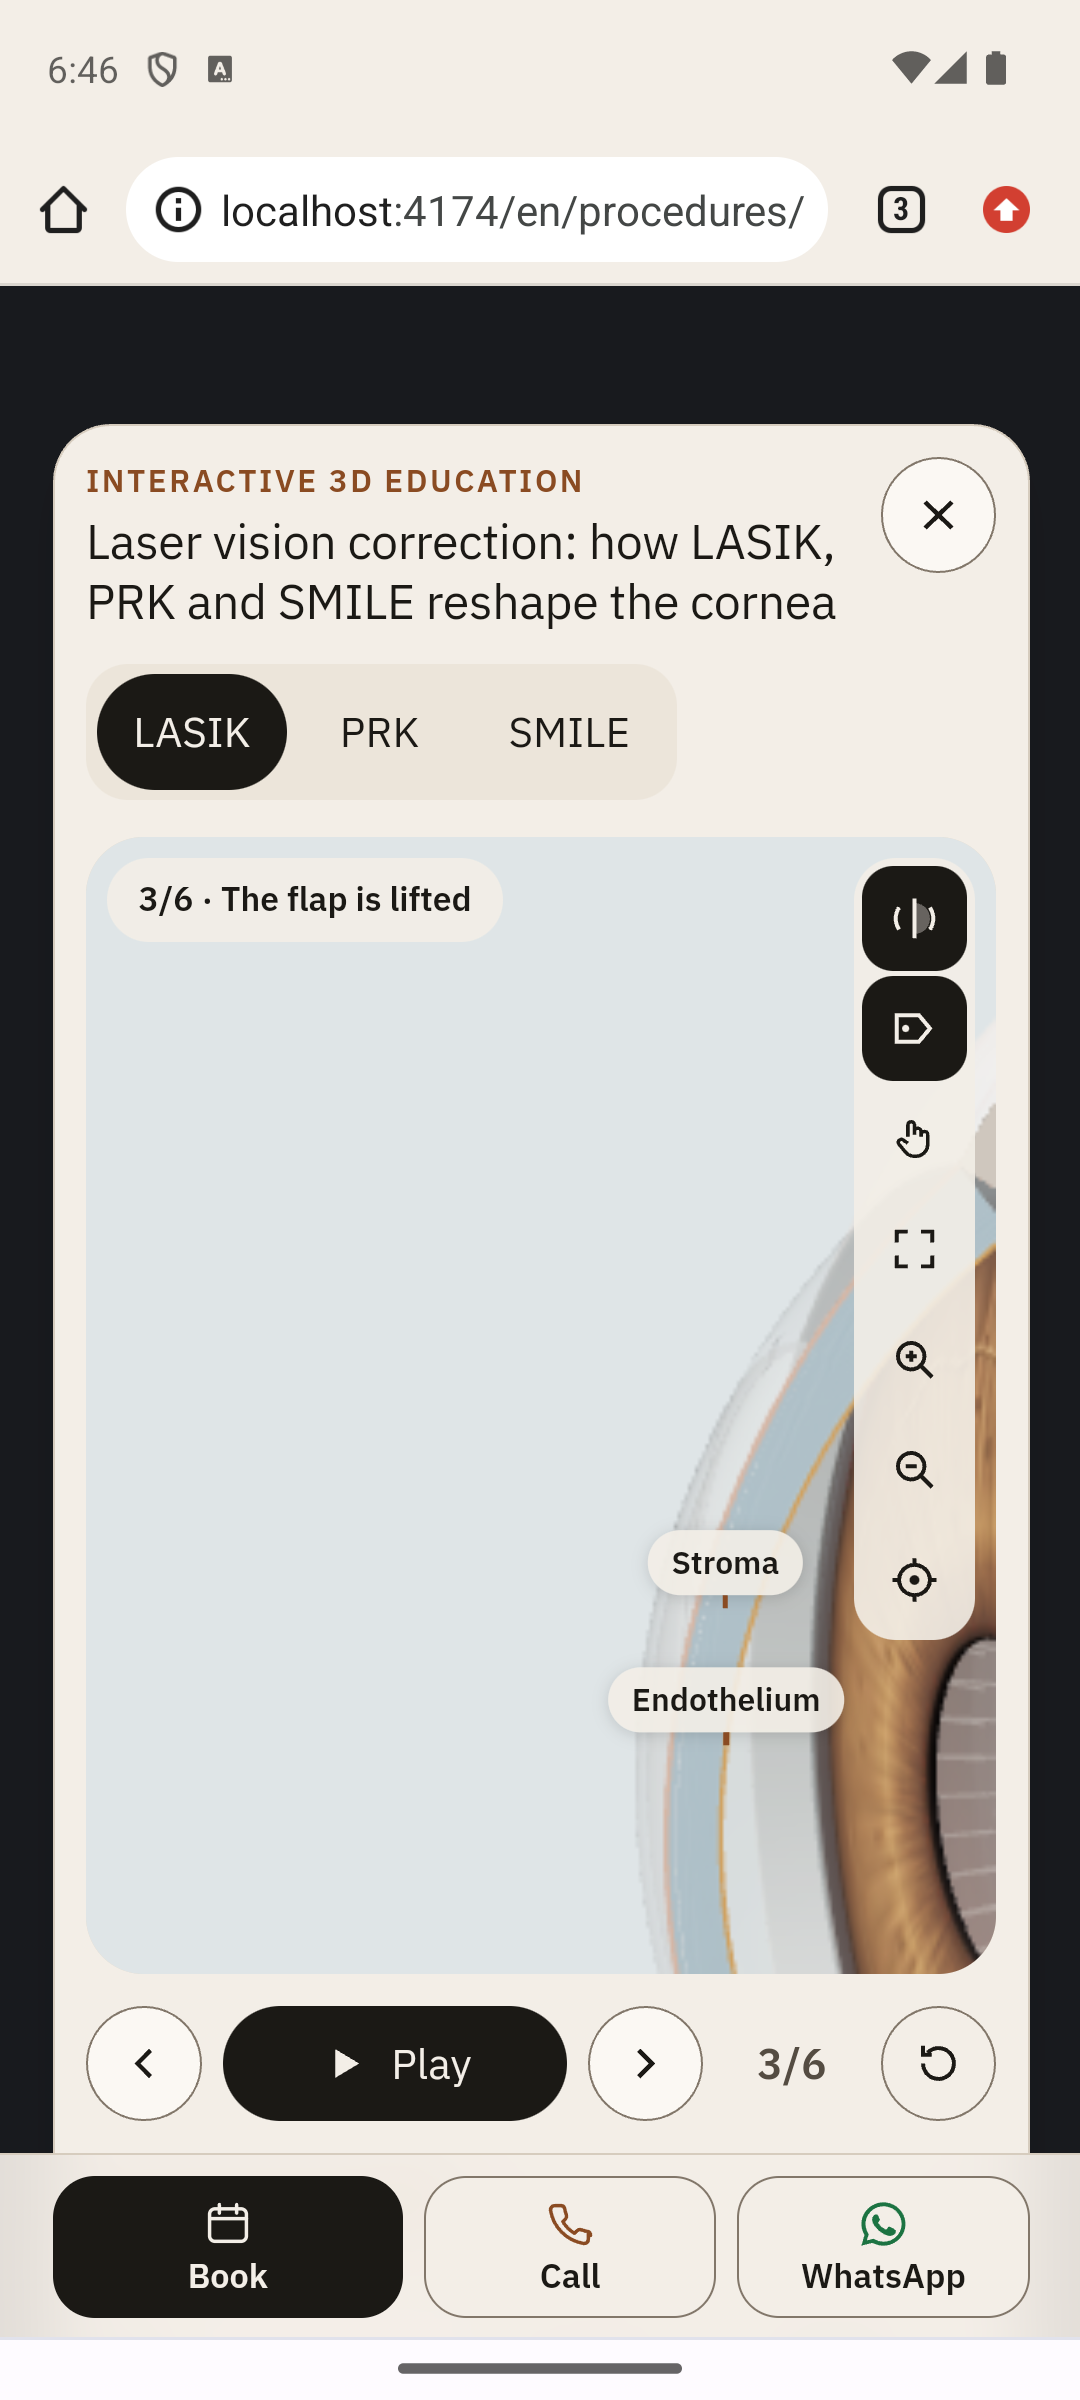 6:46
localhost:4174/en/procedures/
3
INTERACTIVE 3D EDUCATION
Laser vision correction: how LASIK,
PRK and SMILE reshape the cornea
LASIK
PRK
SMILE
3/6 · The flap is lifted
Stroma
Endothelium
Play
3/6
Book
Call
WhatsApp